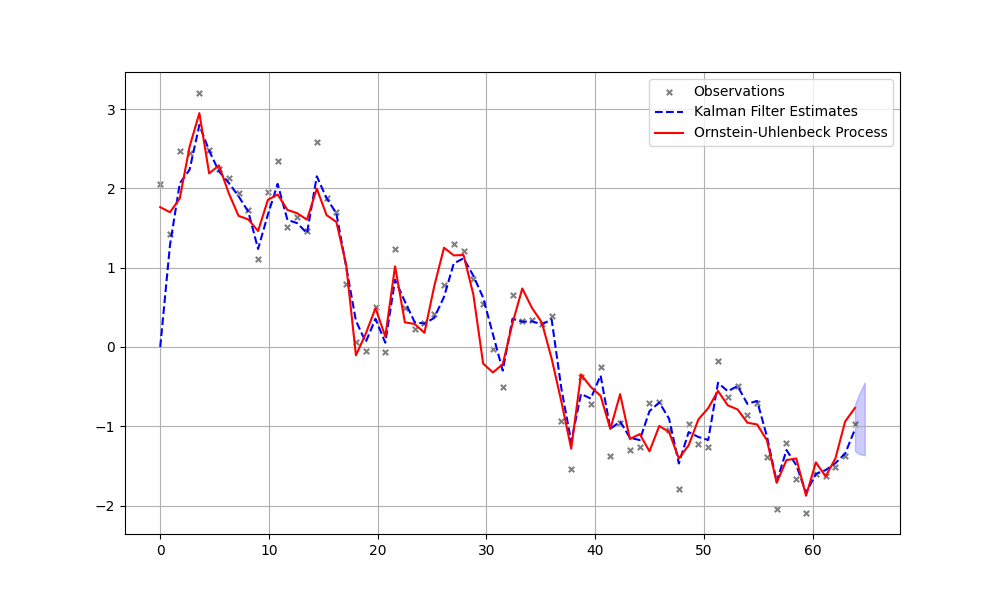 Observations
Kalman Filter Estimates
Ornstein-Uhlenbeck Process
3
2
1
0
−1
−2
0 10 20 30 40 50 60